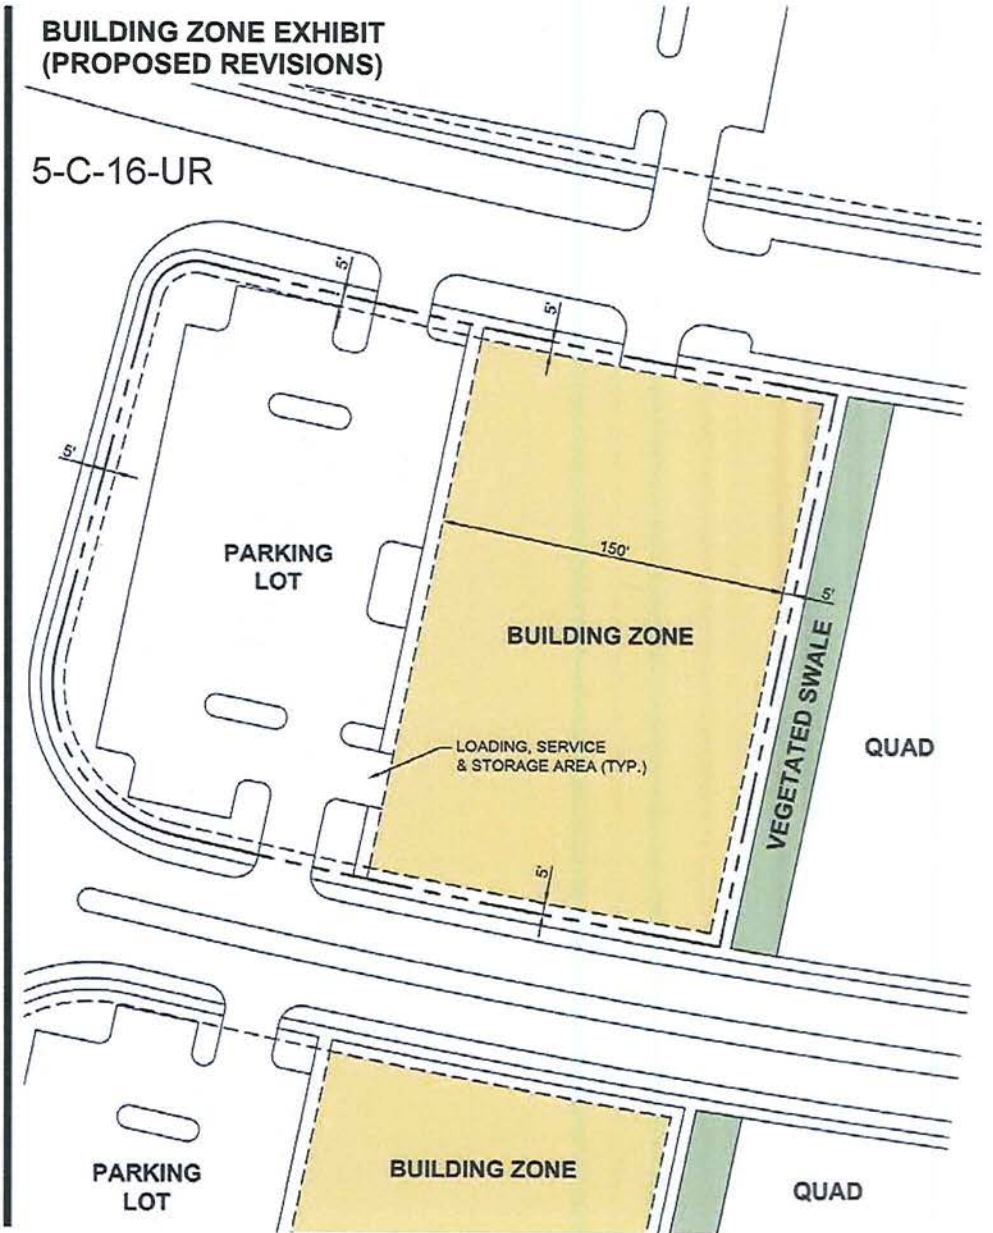 BUILDING ZONE EXHIBIT
(PROPOSED REVISIONS)
5-C-16-UR
5'
5'
5'
PARKING
LOT
150'
5'
BUILDING ZONE
VEGETATED SWALE
LOADING, SERVICE
& STORAGE AREA (TYP.)
QUAD
5'
PARKING
LOT
BUILDING ZONE
QUAD